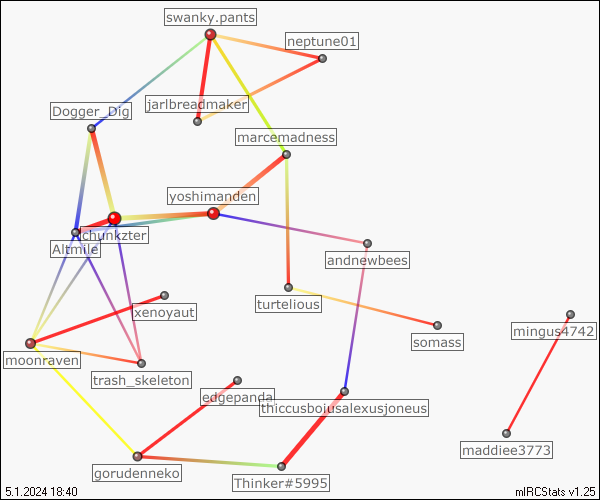 swanky.pants
neptune01
jarlbreadmaker
Dogger_Dig
marcemadness
yoshimanden
chunkzter
Altmile
andnewbees
xenoyaut
turtelious
mingus4742
somass
moonraven
trash_skeleton
edgepanda
thiccusboiusalexusjoneus
maddiee3773
gorudenneko
Thinker#5995
5.1.2024 18:40
mIRCStats v1.25